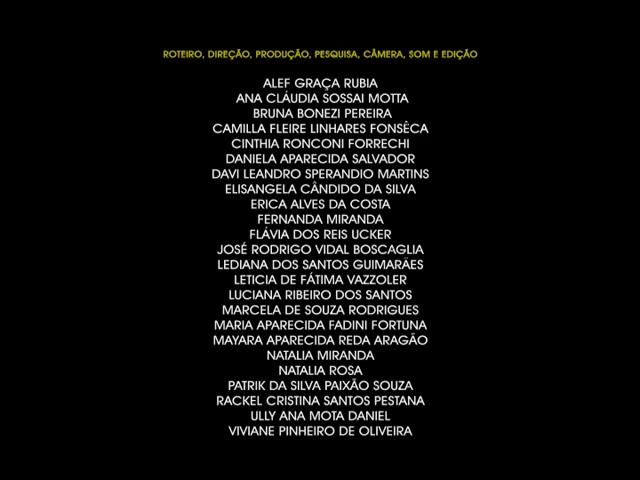 ROTEIRO, DIREÇÃO, PRODUÇÃO, PESQUISA, CÂMERA, SOM E EDIÇÃO
ALEF GRAÇA RUBIA
ANA CLÁUDIA SOSSAI MOTTA
BRUNA BONEZI PEREIRA
CAMILLA FLEIRE LINHARES FONSÊCA
CINTHIA RONCONI FORRECHI
DANIELA APARECIDA SALVADOR
DAVI LEANDRO SPERANDIO MARTINS
ELISANGELA CÂNDIDO DA SILVA
ERICA ALVES DA COSTA
FERNANDA MIRANDA
FLÁVIA DOS REIS UCKER
JOSÉ RODRIGO VIDAL BOSCAGLIA
LEDIANA DOS SANTOS GUIMARÃES
LETICIA DE FÁTIMA VAZZOLER
LUCIANA RIBEIRO DOS SANTOS
MARCELA DE SOUZA RODRIGUES
MARIA APARECIDA FADINI FORTUNA
MAYARA APARECIDA REDA ARAGÃO
NATALIA MIRANDA
NATALIA ROSA
PATRIK DA SILVA PAIXÃO SOUZA
RACKEL CRISTINA SANTOS PESTANA
ULLY ANA MOTA DANIEL
VIVIANE PINHEIRO DE OLIVEIRA